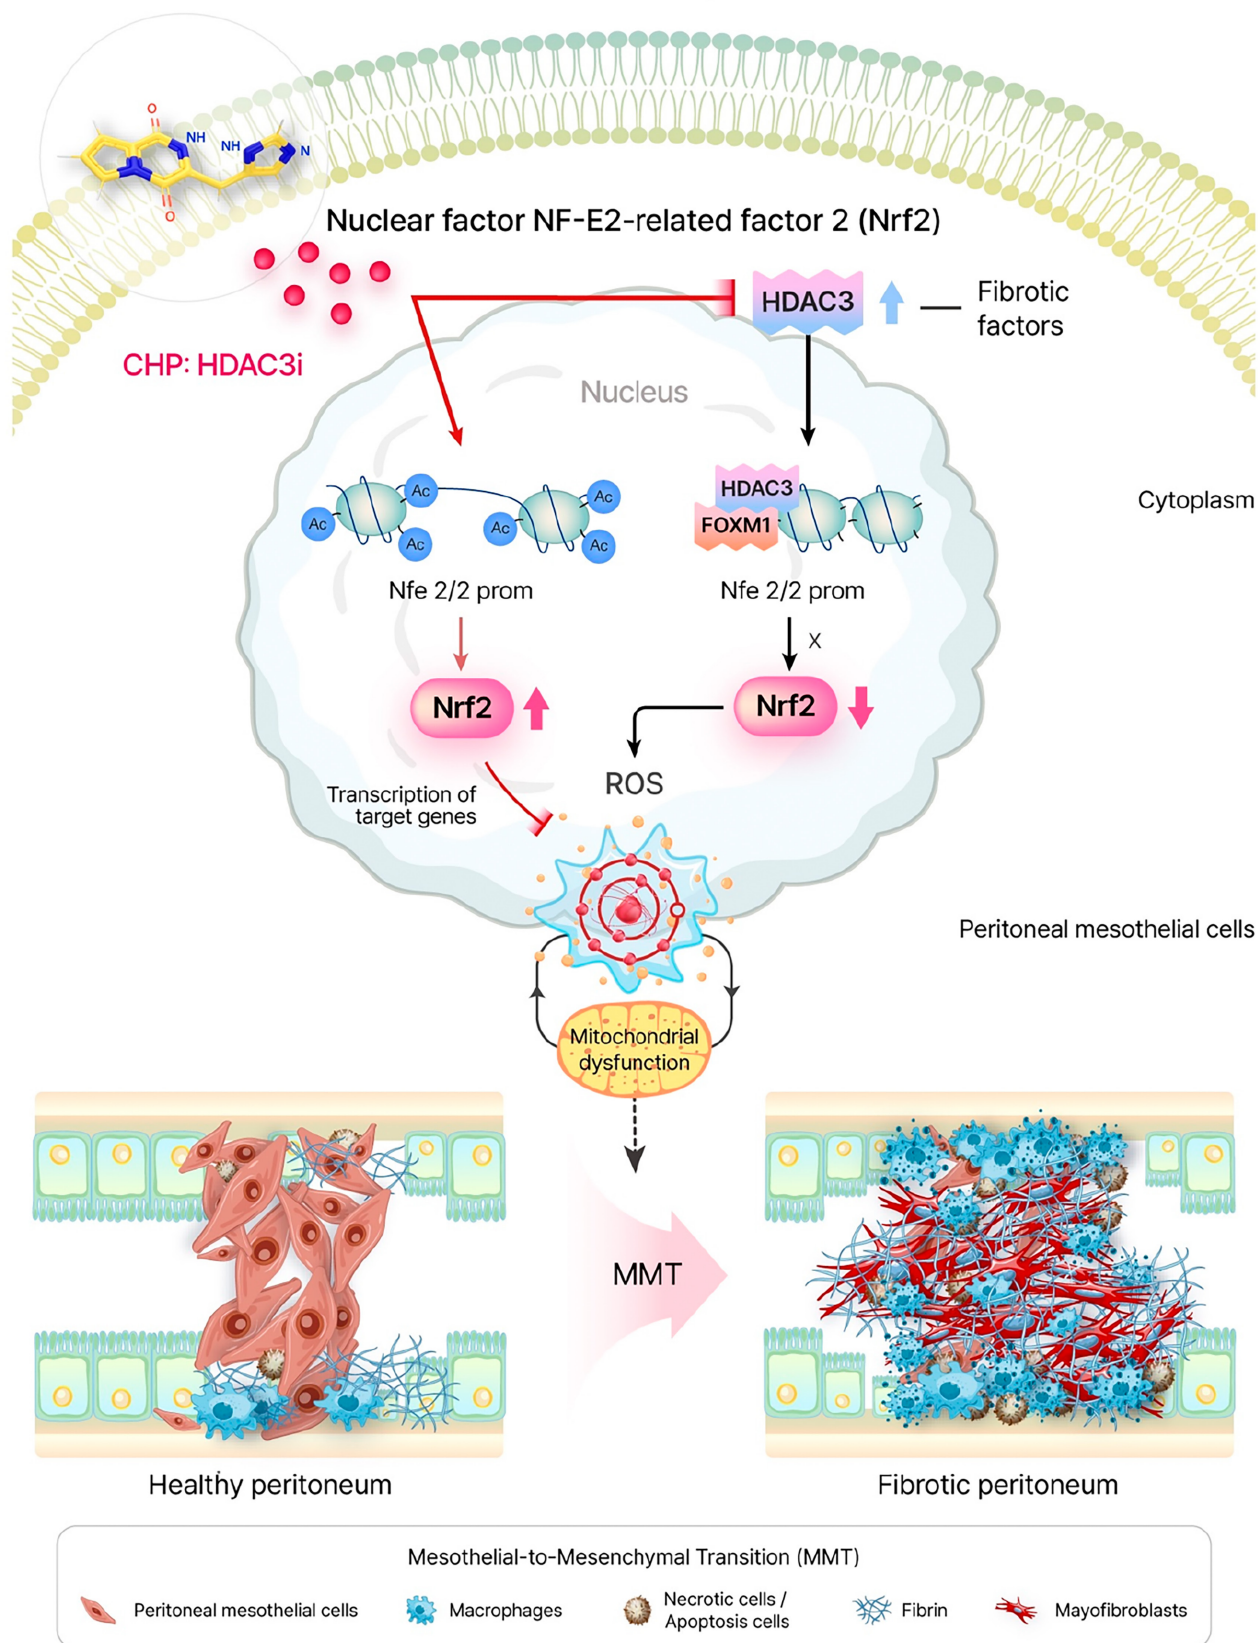 O
NH
NH
N
O
Nuclear factor NF-E2-related factor 2 (Nrf2)
HDAC3
Fibrotic
factors
CHP: HDAC3i
Nucleus
Ac
Ac
Ac
Ac
Ac
Ac
HDAC3
FOXM1
Cytoplasm
Nfe 2/2 prom
Nfe 2/2 prom
X
Nrf2
Nrf2
ROS
Transcription of
target genes
Peritoneal mesothelial cells
Mitochondrial
dysfunction
MMT
Healthy peritoneum
Fibrotic peritoneum
Mesothelial-to-Mesenchymal Transition (MMT)
Peritoneal mesothelial cells
Macrophages
Necrotic cells /
Apoptosis cells
Fibrin
Mayofibroblasts